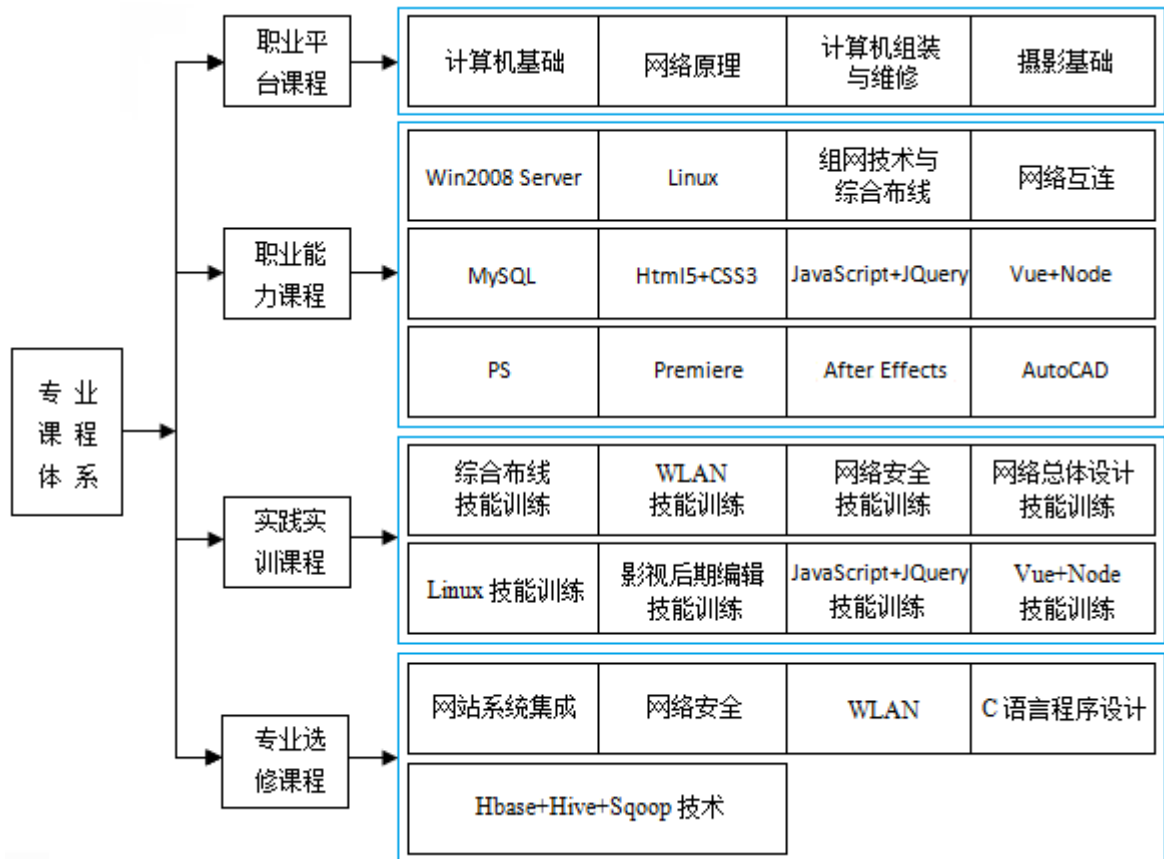 专 业
课 程
体 系
职业平
台课程
计算机基础
网络原理
计算机组装
与维修
摄影基础
职业能
力课程
Win2008 Server
Linux
组网技术与
综合布线
网络互连
MySQL
Html5+CSS3
JavaScript+JQuery
Vue+Node
PS
Premiere
After Effects
AutoCAD
实践实
训课程
综合布线
技能训练
WLAN
技能训练
网络安全
技能训练
网络总体设计
技能训练
Linux 技能训练
影视后期编辑
技能训练
JavaScript+JQuery
技能训练
Vue+Node
技能训练
专业选
修课程
网站系统集成
网络安全
WLAN
C 语言程序设计
Hbase+Hive+Sqoop 技术